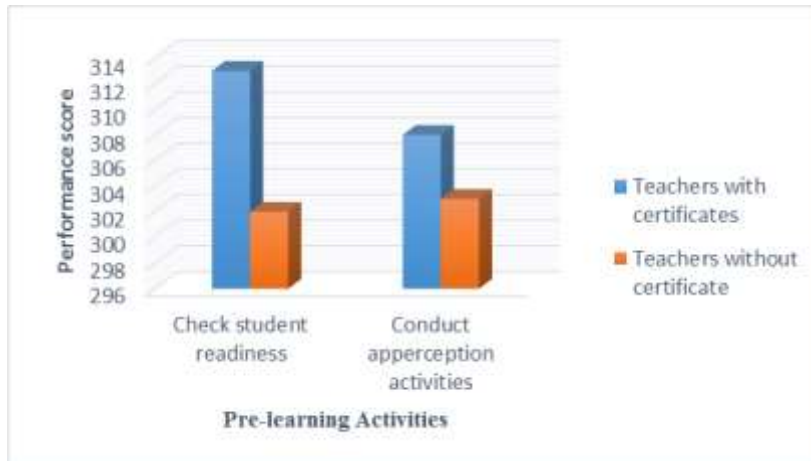 314
312
310
308
306
304
302
300
298
296
Performance score
Check student
readiness
Conduct
apperception
activities
Pre-learning Activities
Teachers with
certificates
Teachers without
certificate